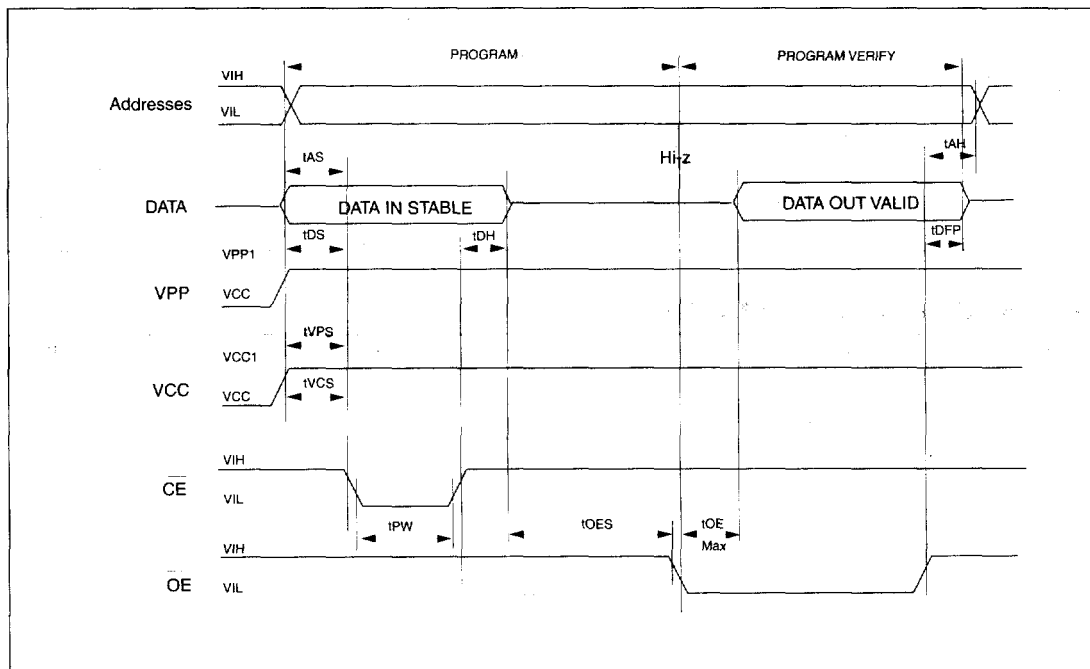 PROGRAM PROGRAM VERIFY
VIH
Addresses
VIL
tAS Hi-z tAH
DATA DATA IN STABLE DATA OUT VALID
tDS tDH tDFP
VPP1
VPP
VCC
tVPS
VCC1
VCC
VCC tVCS
VIH
CE
VIL
tPW tOES tOE
Max
VIH
OE
VIL